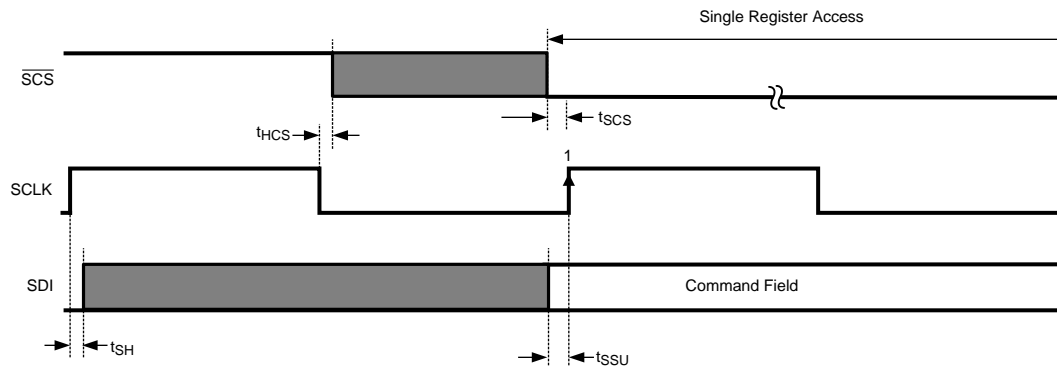 Single Register Access
SCS
tSCS
tHCS
1
SCLK
SDI
Command Field
tSH
tSSU